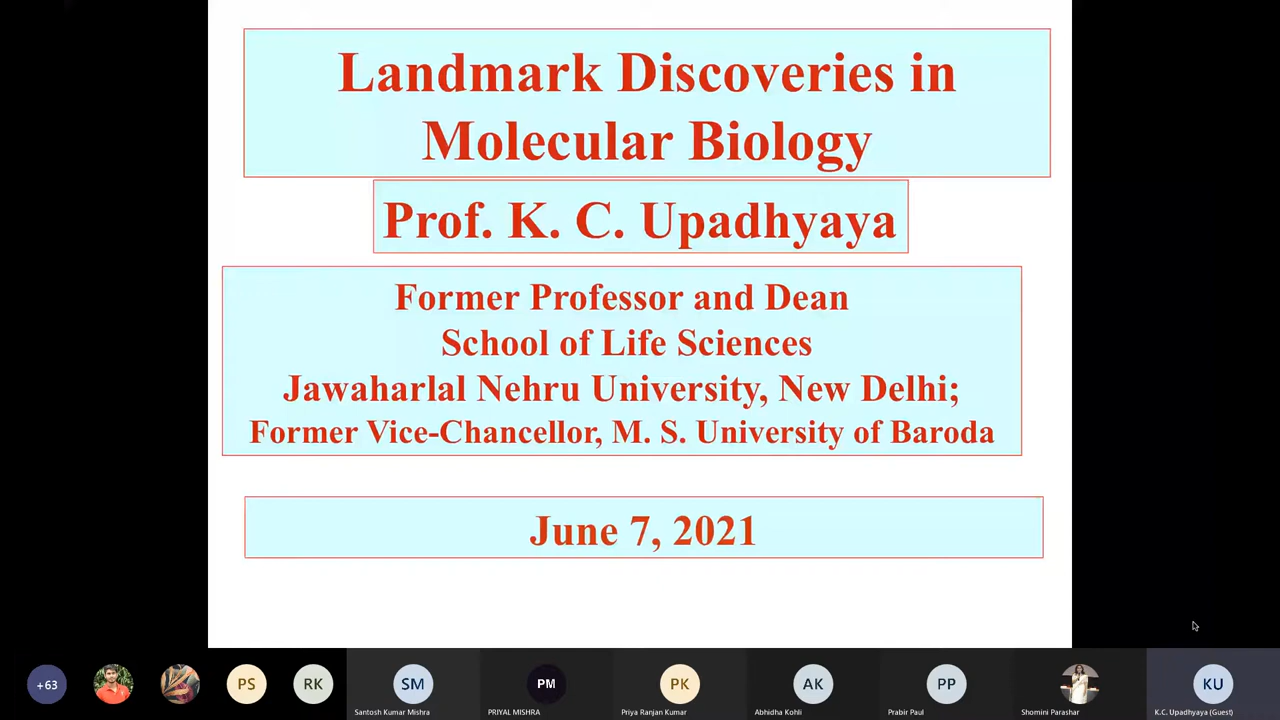 Landmark Discoveries in
Molecular Biology
Prof. K. C. Upadhyaya
Former Professor and Dean
School of Life Sciences
Jawaharlal Nehru University, New Delhi;
Former Vice-Chancellor, M. S. University of Baroda
June 7, 2021
+63
PS
RK
SM
PM
PK
AK
PP
KU
Santosh Kumar Mishra
PRIYAL MISHRA
Priya Ranjan Kumar
Abhidha Kohli
Prabir Paul
Shomini Parashar
K.C. Upadhyaya (Guest)